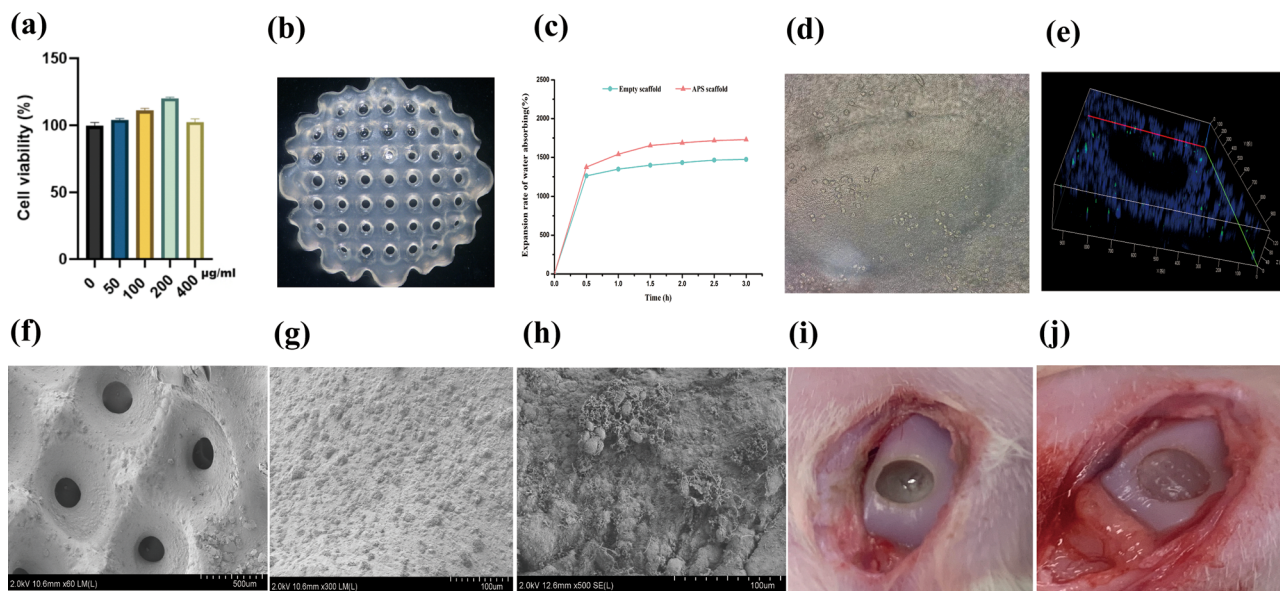 (a)
(b)
(c)
(d)
(e)
150
100
50
0
Cell viability (%)
0
50
100
200
400
μg/ml
2500
2000
1500
1250
1000
750
500
250
0
Expansion rate of water absorbing(%)
Empty scaffold
APS scaffold
0.0
0.5
1.0
1.5
2.0
2.5
3.0
Time (h)
(f)
(g)
(h)
(i)
(j)
2.0kV 10.6mm x60 LM(L)
500um
2.0kV 10.6mm x300 LM(L)
100um
2.0kV 12.6mm x500 SE(L)
100um